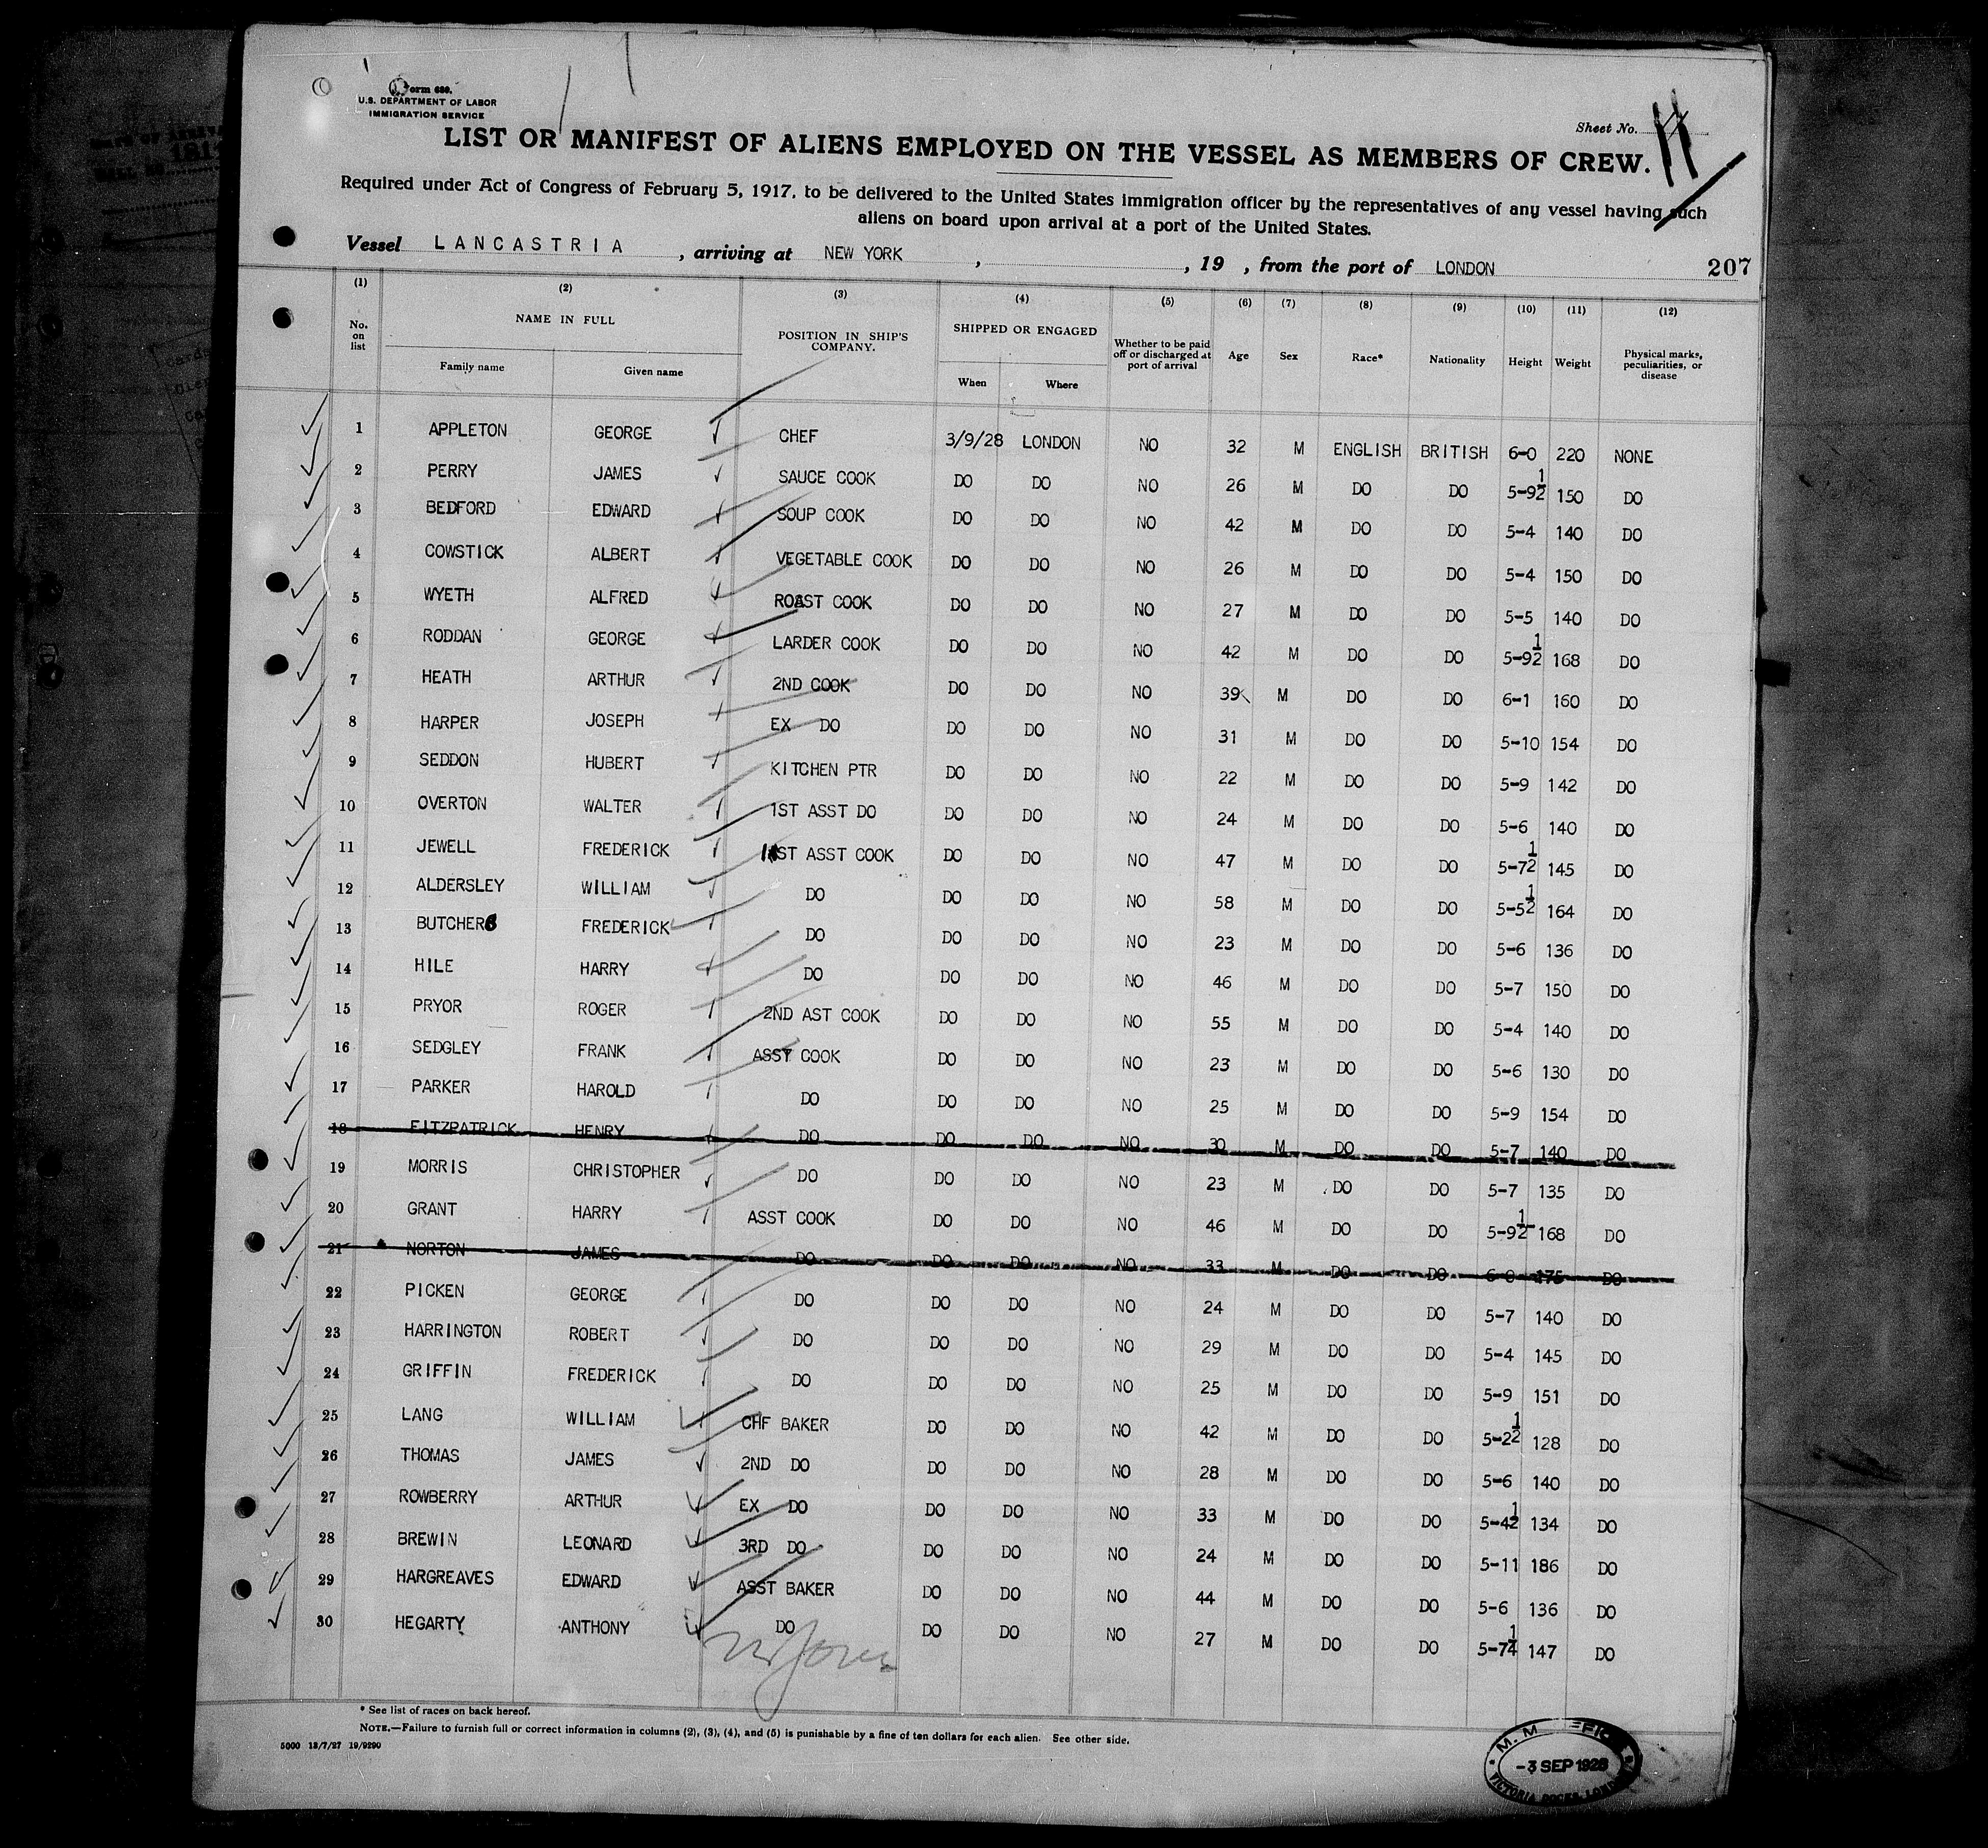 Form 680.
U.S. DEPARTMENT OF LABOR
IMMIGRATION SERVICE
Sheet No.
LIST OR MANIFEST OF ALIENS EMPLOYED ON THE VESSEL AS MEMBERS OF CREW.
Required under Act of Congress of February 5, 1917, to be delivered to the United States immigration officer by the representatives of any vessel having such
aliens on board upon arrival at a port of the United States.
Vessel LANCASTRIA , arriving at NEW YORK , , 19 , from the port of LONDON 207
(1) (2) (3) (4) (5) (6) (7) (8) (9) (10) (11) (12)
No. on list NAME IN FULL Family name Given name POSITION IN SHIP'S COMPANY. SHIPPED OR ENGAGED When Where Whether to be paid off or discharged at port of arrival Age Sex Race* Nationality Height Weight Physical marks, peculiarities, or disease
1 APPLETON GEORGE CHEF 3/9/28 LONDON NO 32 M ENGLISH BRITISH 6-0 220 NONE
2 PERRY JAMES SAUCE COOK DO DO NO 26 M DO DO 5-9½ 150 DO
3 BEDFORD EDWARD SOUP COOK DO DO NO 42 M DO DO 5-4 140 DO
4 COWSTICK ALBERT VEGETABLE COOK DO DO NO 26 M DO DO 5-4 150 DO
5 WYETH ALFRED ROAST COOK DO DO NO 27 M DO DO 5-5 140 DO
6 RODDAN GEORGE LARDER COOK DO DO NO 42 M DO DO 5-9½ 168 DO
7 HEATH ARTHUR 2ND COOK DO DO NO 39 M DO DO 6-1 160 DO
8 HARPER JOSEPH EX DO DO DO NO 31 M DO DO 5-10 154 DO
9 SEDDON HUBERT KITCHEN PTR DO DO NO 22 M DO DO 5-9 142 DO
10 OVERTON WALTER 1ST ASST DO DO DO NO 24 M DO DO 5-6 140 DO
11 JEWELL FREDERICK 1ST ASST COOK DO DO NO 47 M DO DO 5-7½ 145 DO
12 ALDERSLEY WILLIAM DO DO DO NO 58 M DO DO 5-5½ 164 DO
13 BUTCHER FREDERICK DO DO DO NO 23 M DO DO 5-6 136 DO
14 HILE HARRY DO DO DO NO 46 M DO DO 5-7 150 DO
15 PRYOR ROGER 2ND AST COOK DO DO NO 55 M DO DO 5-4 140 DO
16 SEDGLEY FRANK ASST COOK DO DO NO 23 M DO DO 5-6 130 DO
17 PARKER HAROLD DO DO DO NO 25 M DO DO 5-9 154 DO
18 FITZPATRICK HENRY DO DO DO NO 30 M DO DO 5-7 140 DO
19 MORRIS CHRISTOPHER DO DO DO NO 23 M DO DO 5-7 135 DO
20 GRANT HARRY ASST COOK DO DO NO 46 M DO DO 5-9½ 168 DO
21 NORTON JAMES DO DO DO NO 33 M DO DO 6-0 175 DO
22 PICKEN GEORGE DO DO DO NO 24 M DO DO 5-7 140 DO
23 HARRINGTON ROBERT DO DO DO NO 29 M DO DO 5-4 145 DO
24 GRIFFIN FREDERICK DO DO DO NO 25 M DO DO 5-9 151 DO
25 LANG WILLIAM CHF BAKER DO DO NO 42 M DO DO 5-2½ 128 DO
26 THOMAS JAMES 2ND DO DO DO NO 28 M DO DO 5-6 140 DO
27 ROWBERRY ARTHUR EX DO DO DO NO 33 M DO DO 5-4½ 134 DO
28 BREWIN LEONARD 3RD DO DO DO NO 24 M DO DO 5-11 186 DO
29 HARGREAVES EDWARD ASST BAKER DO DO NO 44 M DO DO 5-6 136 DO
30 HEGARTY ANTHONY DO DO DO NO 27 M DO DO 5-7¼ 147 DO
* See list of races on back hereof.
NOTE.—Failure to furnish full or correct information in columns (2), (3), (4), and (5) is punishable by a fine of ten dollars for each alien. See other side.
5000 13/7/27 19/9290
M. M.
-3 SEP 1928
VICTORIA DOCKS, LONDON